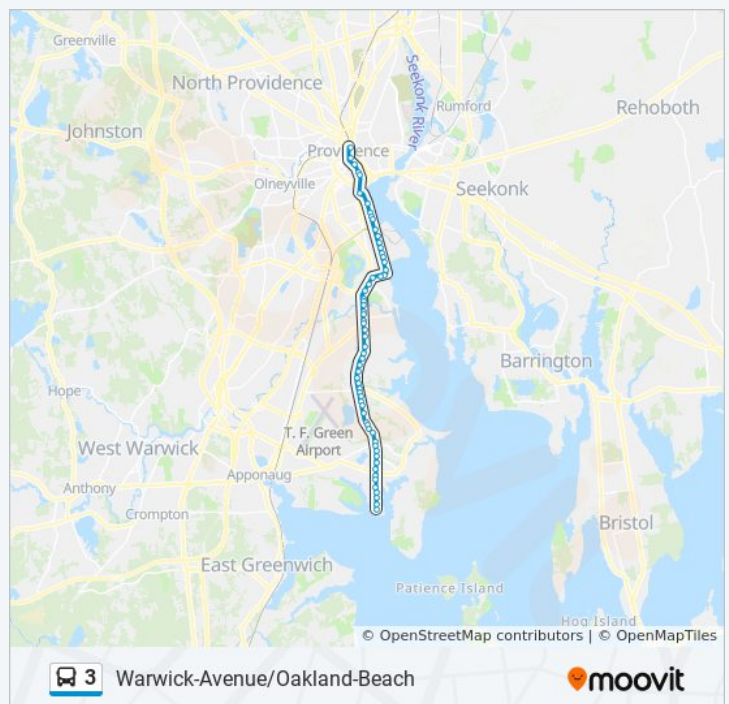 Greenville
North Providence
Seekonk River
Rumford
Rehoboth
Johnston
Providence
Olneyville
Seekonk
Barrington
Hope
T. F. Green
Airport
West Warwick
Apponaug
Anthony
Crompton
Bristol
East Greenwich
Patience Island
Hog Island
© OpenStreetMap contributors | © OpenMapTiles
3 Warwick-Avenue/Oakland-Beach
moovit